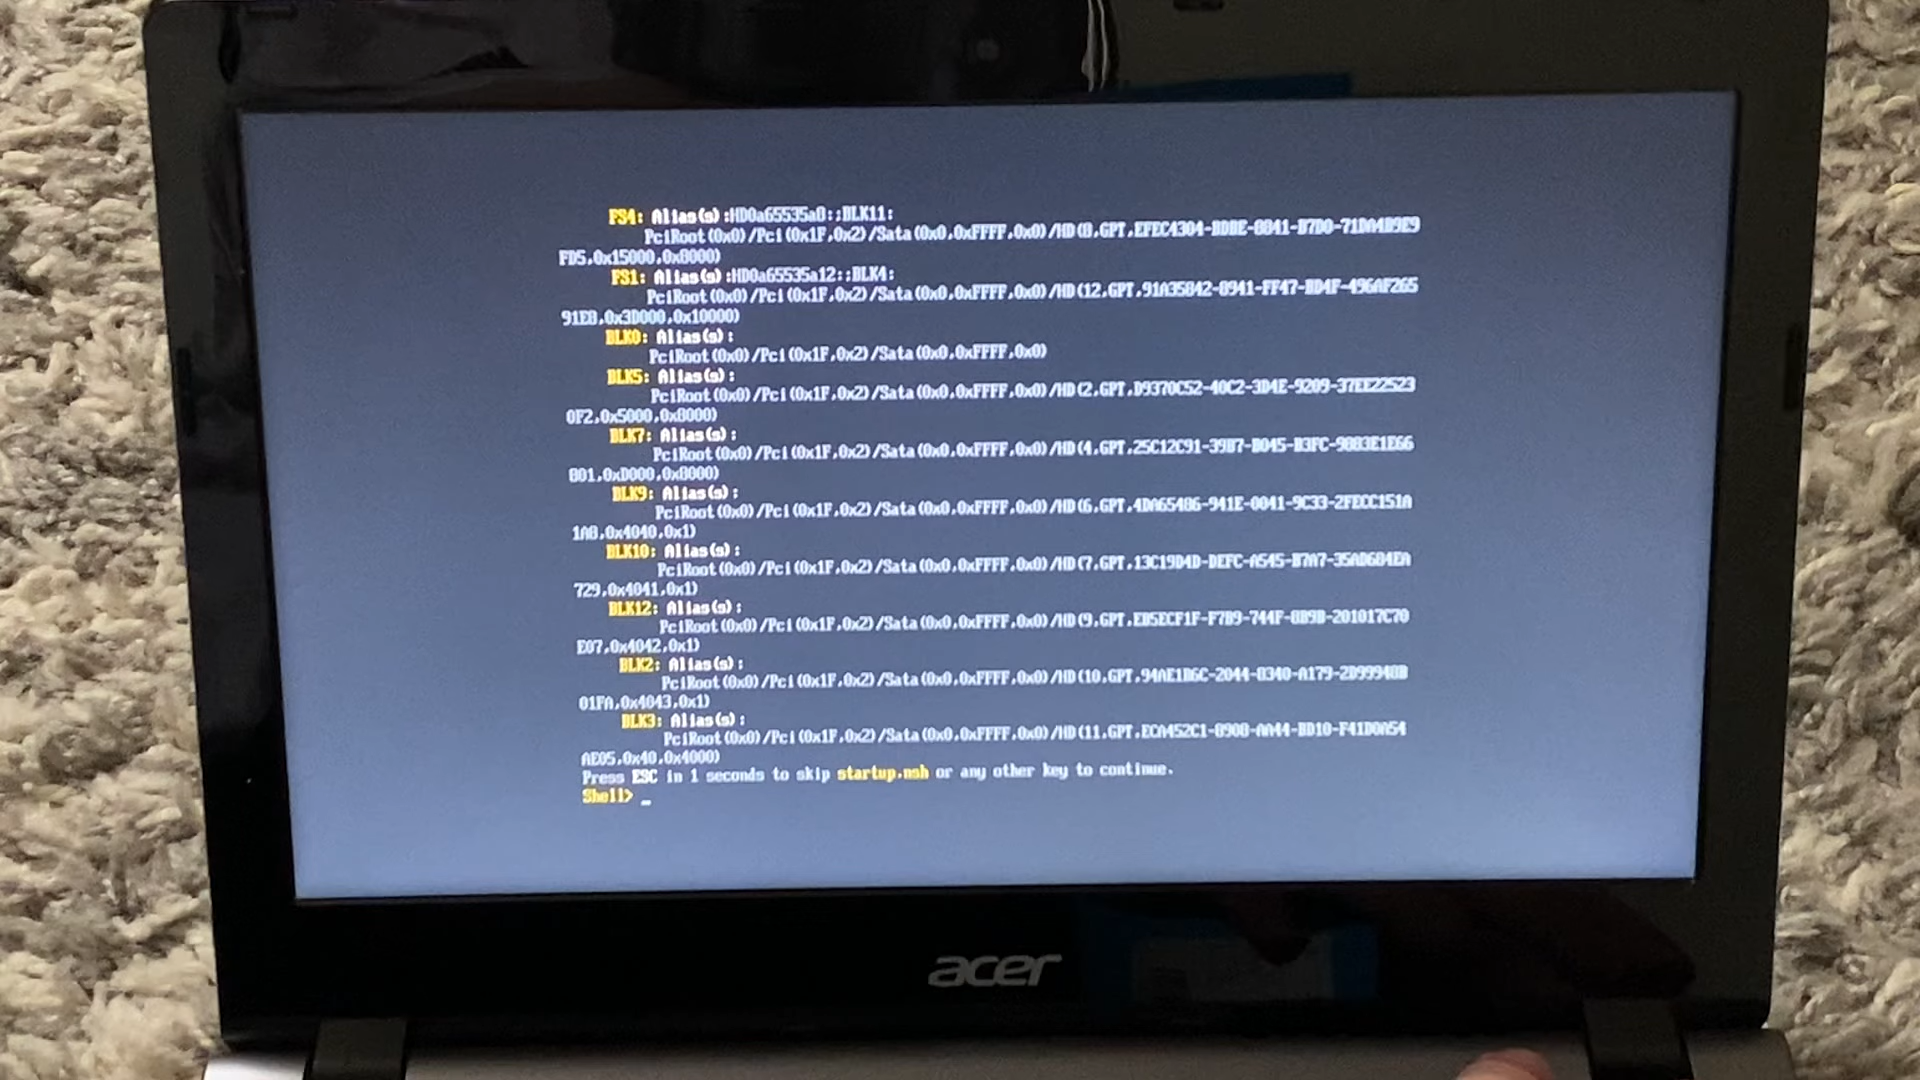 FS4: Alias(s):HD0a65535a8:;BLK11:
PciRoot(0x0)/Pci(0x1F,0x2)/Sata(0x0,0xFFFF,0x0)/HD(8,GPT,EFEC4304-BDBE-8841-B7D0-71DA4B9E9
FD5,0x15000,0x8000)
FS1: Alias(s):HD0a65535a12:;BLK4:
PciRoot(0x0)/Pci(0x1F,0x2)/Sata(0x0,0xFFFF,0x0)/HD(12,GPT,91A35842-8941-FF47-BD4F-496AF265
91E8,0x3D000,0x10000)
BLK0: Alias(s):
PciRoot(0x0)/Pci(0x1F,0x2)/Sata(0x0,0xFFFF,0x0)
BLK5: Alias(s):
PciRoot(0x0)/Pci(0x1F,0x2)/Sata(0x0,0xFFFF,0x0)/HD(2,GPT,D9370C52-40C2-3D4E-9209-37EE22523
0F2,0x5000,0x8000)
BLK7: Alias(s):
PciRoot(0x0)/Pci(0x1F,0x2)/Sata(0x0,0xFFFF,0x0)/HD(4,GPT,25C12C91-39B7-B045-B3FC-9883E1E66
801,0xD000,0x8000)
BLK9: Alias(s):
PciRoot(0x0)/Pci(0x1F,0x2)/Sata(0x0,0xFFFF,0x0)/HD(6,GPT,4DA65486-941E-0841-9C33-2FECC151A
1A8,0x4040,0x1)
BLK10: Alias(s):
PciRoot(0x0)/Pci(0x1F,0x2)/Sata(0x0,0xFFFF,0x0)/HD(7,GPT,13C19D4D-DEFC-A545-B7A7-35AD684EA
729,0x4041,0x1)
BLK12: Alias(s):
PciRoot(0x0)/Pci(0x1F,0x2)/Sata(0x0,0xFFFF,0x0)/HD(9,GPT,EB5ECF1F-F7B9-744F-8B9B-201017C70
E07,0x4042,0x1)
BLK2: Alias(s):
PciRoot(0x0)/Pci(0x1F,0x2)/Sata(0x0,0xFFFF,0x0)/HD(10,GPT,94AE1B6C-2044-8340-A179-2D99948B
01FA,0x4043,0x1)
BLK3: Alias(s):
PciRoot(0x0)/Pci(0x1F,0x2)/Sata(0x0,0xFFFF,0x0)/HD(11,GPT,ECA452C1-8908-AA44-BD10-F41D0A54
AE05,0x40,0x4000)
Press ESC in 1 seconds to skip startup.nsh or any other key to continue.
Shell> _
acer